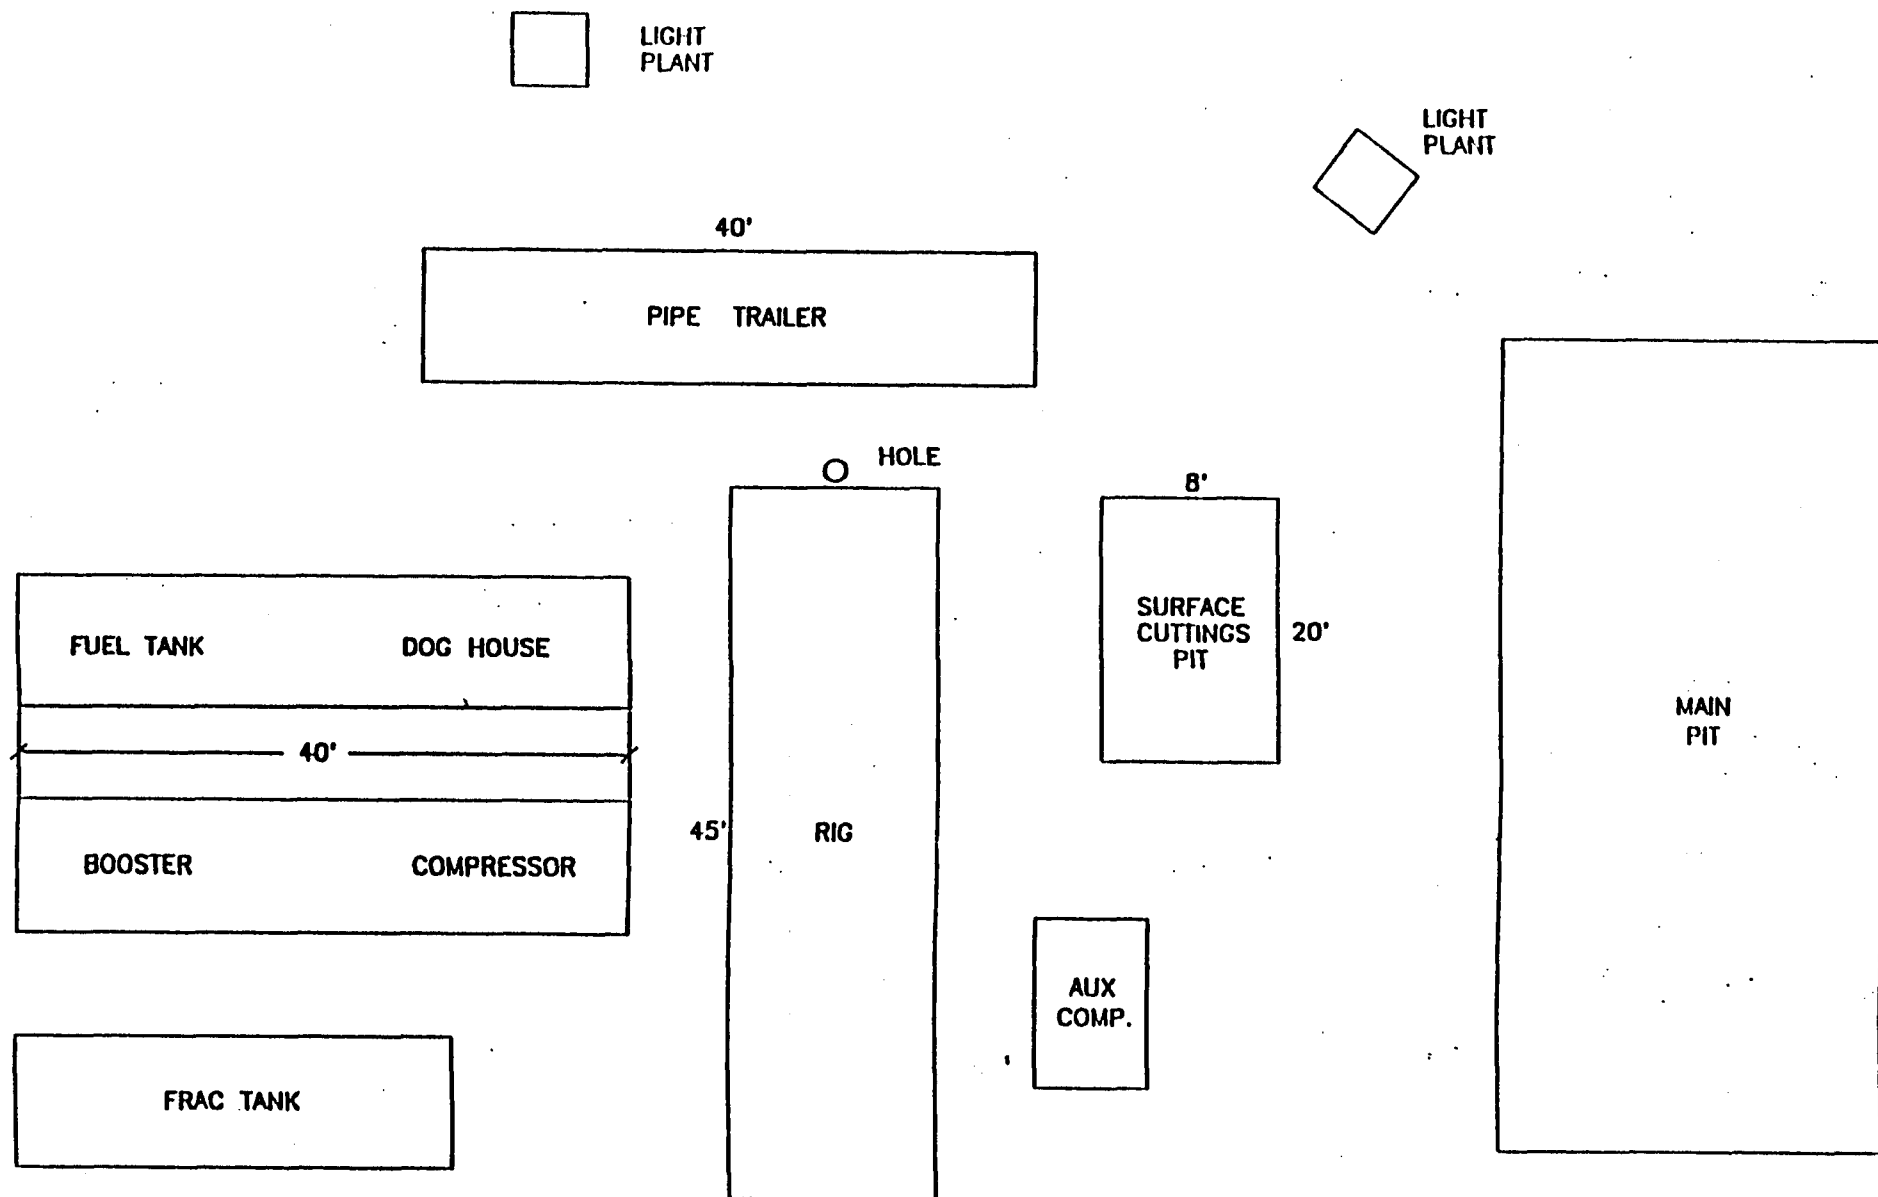 LIGHT
PLANT
LIGHT
PLANT
40'
PIPE TRAILER
HOLE
8'
SURFACE
CUTTINGS
PIT
20'
FUEL TANK DOG HOUSE
40'
BOOSTER COMPRESSOR
45'
RIG
MAIN
PIT
AUX
COMP.
FRAC TANK